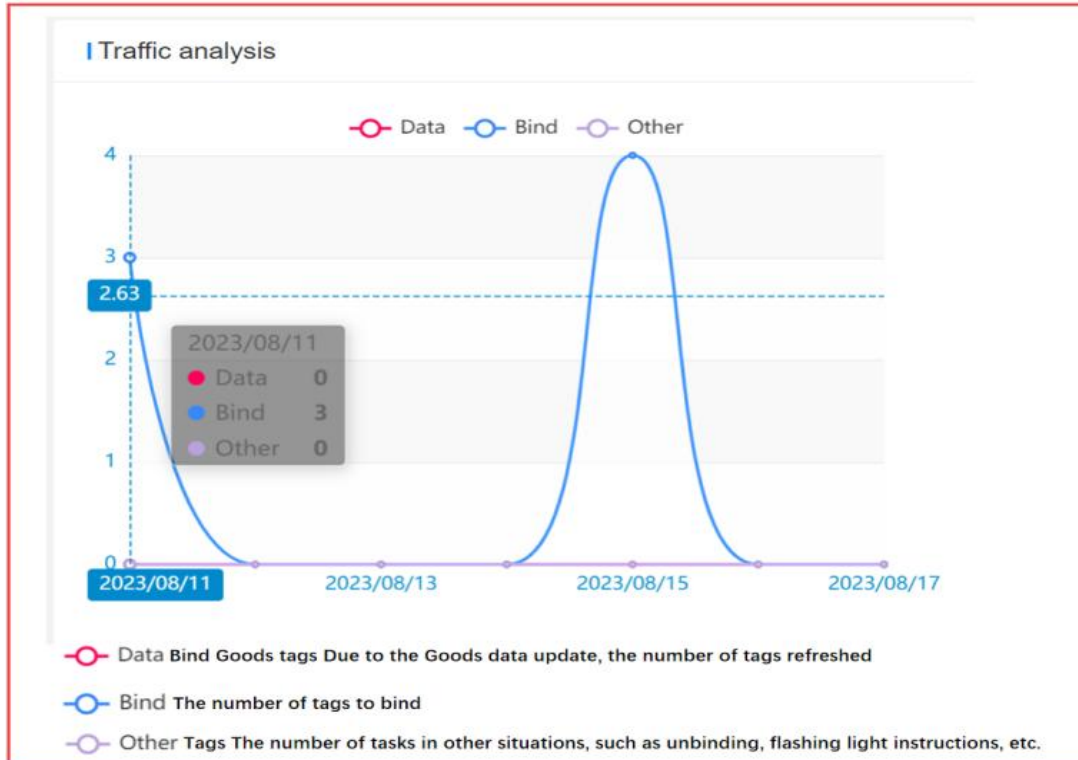 Traffic analysis
Data Bind Other
4
3
2.63
2
1
0
2023/08/11
Data 0
Bind 3
Other 0
2023/08/11 2023/08/13 2023/08/15 2023/08/17
Data Bind Goods tags Due to the Goods data update, the number of tags refreshed
Bind The number of tags to bind
Other Tags The number of tasks in other situations, such as unbinding, flashing light instructions, etc.